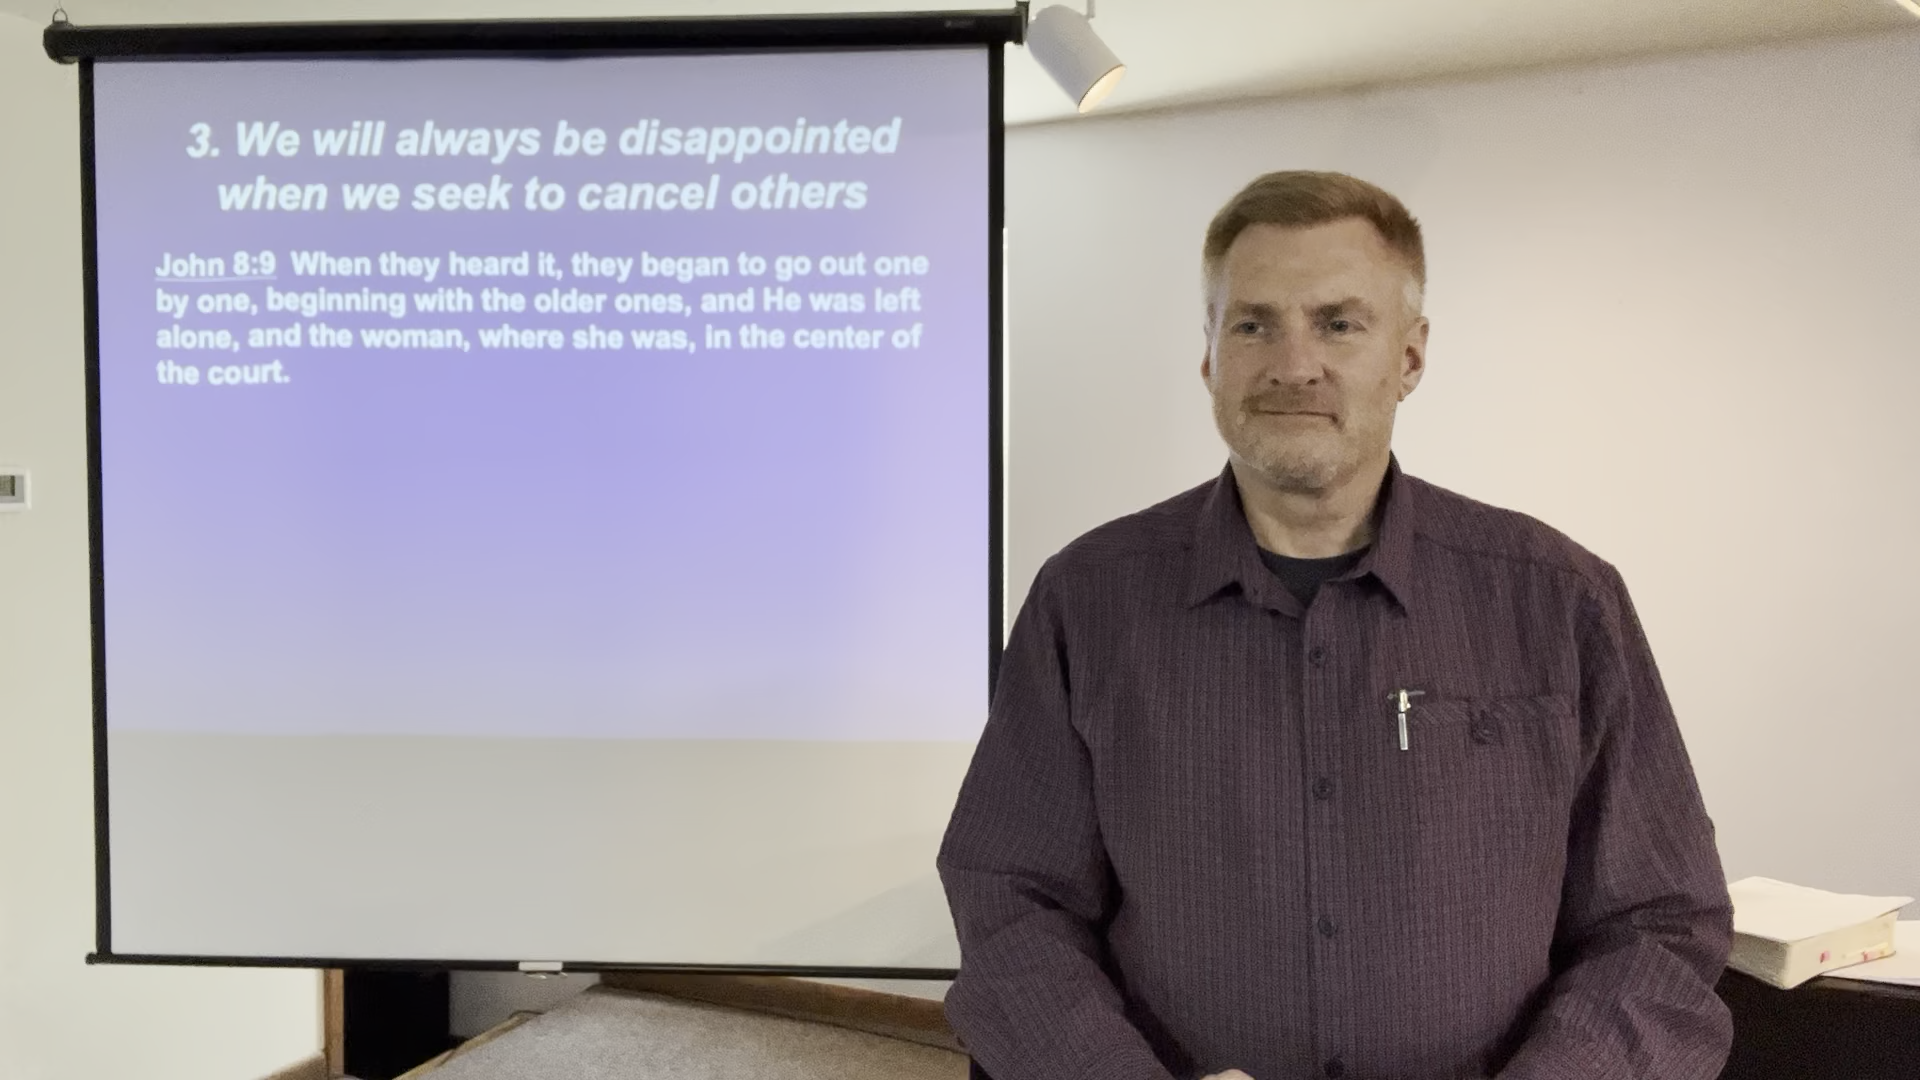 3. We will always be disappointed
when we seek to cancel others
John 8:9 When they heard it, they began to go out one
by one, beginning with the older ones, and He was left
alone, and the woman, where she was, in the center of
the court.